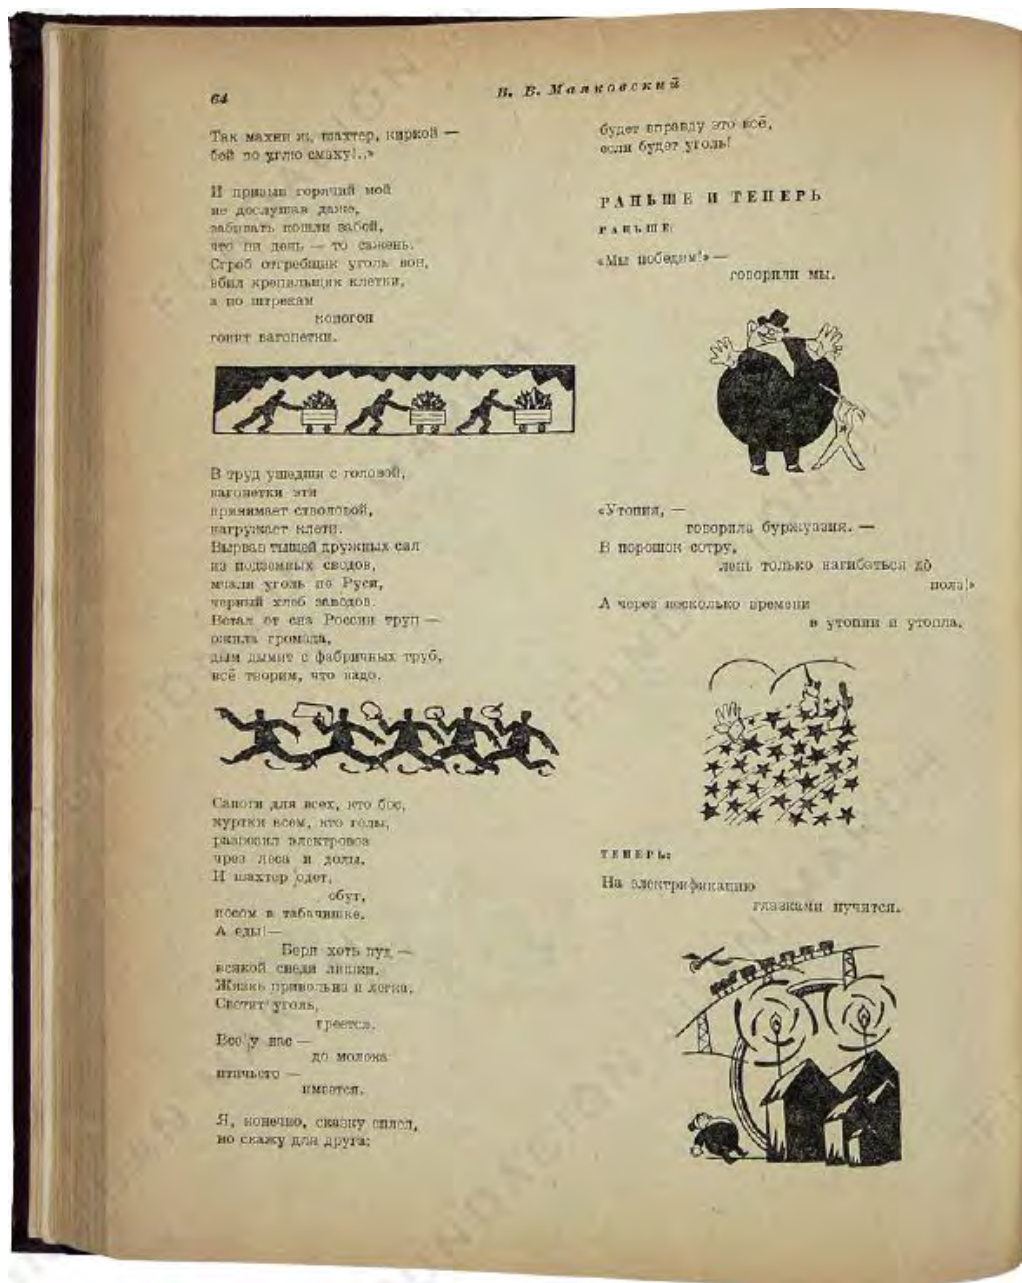 64
В. В. Маяковский
Так махни ж, шахтер, киркой —
бей по углю смаху!..»
И призыв горячий мой
не дослушав даже,
забивать пошли забой,
что ни день — то сажень.
Сгреб отгребщик уголь вон,
вбил крепильщик клетки,
а по штрекам
коногон
гонит вагонетки.
В труд ушедши с головой,
вагонетки эти
принимает стволовой,
нагружает клети.
Вырвав тыщей дружных сил
из подземных сводов,
мчали уголь по Руси,
черный хлеб заводов.
Встал от сна России труп —
ожила громада,
дым дымит с фабричных труб,
всё творим, что надо.
Сапоги для всех, кто бос,
куртки всем, кто голы,
развозил электровоз
чрез леса и долы.
И шахтер одет,
обут,
носом в табачишке.
А еды! —
Бери хоть пуд —
всякой снеди лишки.
Жизнь привольна и легка.
Светит уголь,
греется.
Всё у нас —
до молока
птичьего —
имеется.
Я, конечно, сказку сплел,
но скажу для друга:
будет вправду это всё,
если будет уголь!
РАНЬШЕ И ТЕПЕРЬ
РАНЬШЕ:
«Мы победим!» —
говорили мы.
«Утопия, —
говорила буржуазия. —
В порошок сотру,
лень только нагибаться до
пола!»
А через несколько времени
в утопии и утопла.
ТЕПЕРЬ:
На электрификацию
глазками пучится.